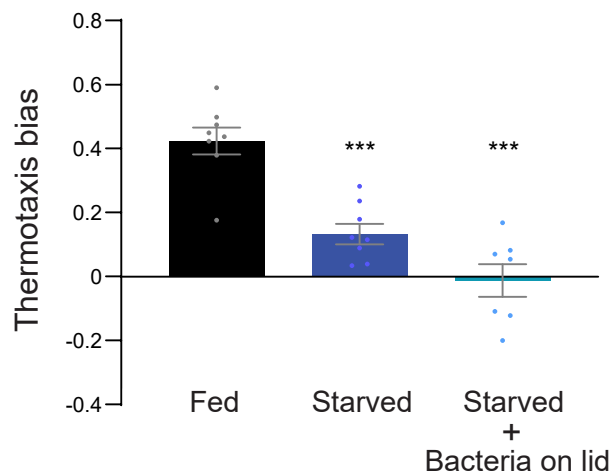 Thermotaxis bias
0.8
0.6
0.4
0.2
0
-0.2
-0.4
***
***
Fed
Starved
Starved
+
Bacteria on lid